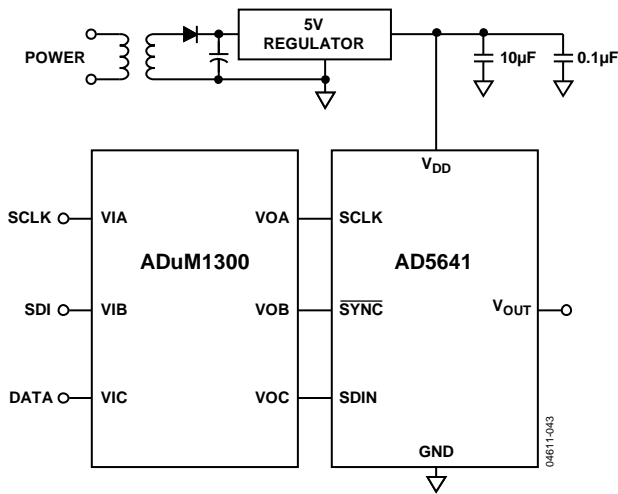 5V
REGULATOR
POWER
10µF
0.1µF
VDD
SCLK
VIA
VOA
SCLK
ADuM1300
AD5641
SDI
VIB
VOB
SYNC
VOUT
DATA
VIC
VOC
SDIN
GND
04611-043